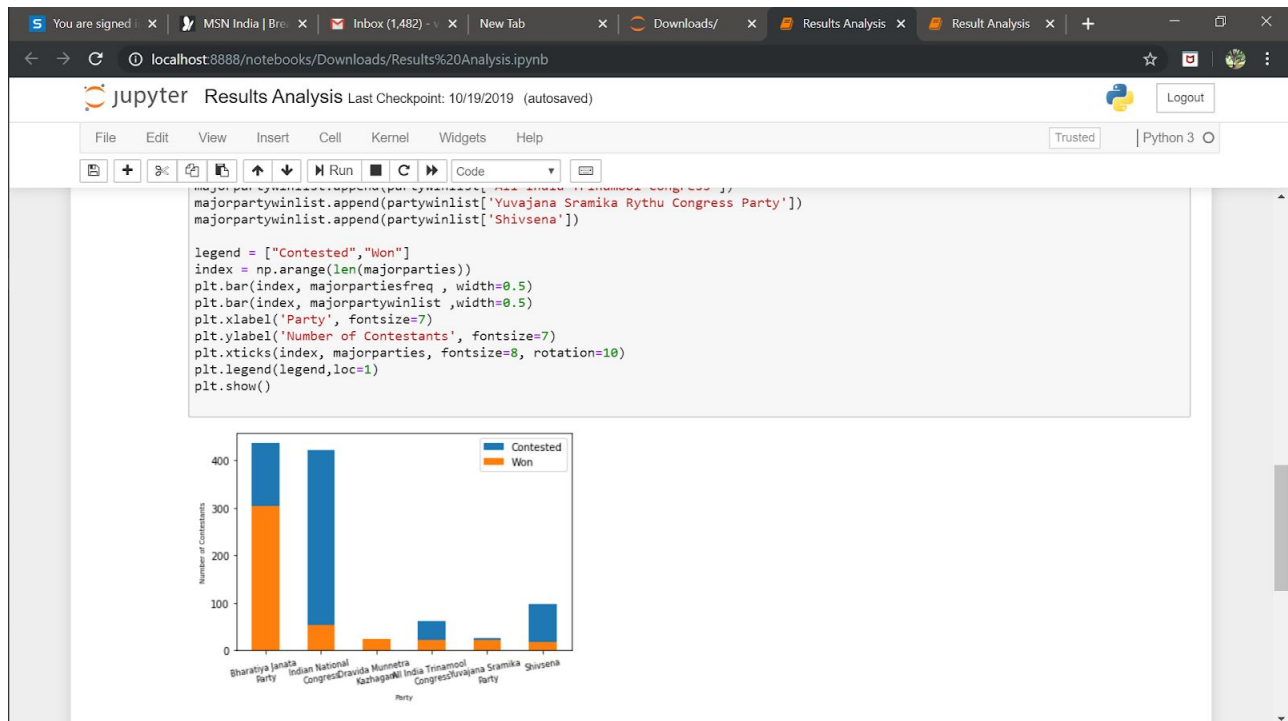 You are signed i
MSN India | Bre
Inbox (1,482) - v
New Tab
Downloads/
Results Analysis
Result Analysis
localhost:8888/notebooks/Downloads/Results%20Analysis.ipynb
jupyter Results Analysis Last Checkpoint: 10/19/2019 (autosaved)
Logout
File Edit View Insert Cell Kernel Widgets Help
Trusted
Python 3
Run
Code
majorpartywinlist.append(partywinlist['All India Trinamool Congress'])
majorpartywinlist.append(partywinlist['Yuvajana Sramika Rythu Congress Party'])
majorpartywinlist.append(partywinlist['Shivsena'])
legend = ["Contested","Won"]
index = np.arange(len(majorparties))
plt.bar(index, majorpartiesfreq , width=0.5)
plt.bar(index, majorpartywinlist ,width=0.5)
plt.xlabel('Party', fontsize=7)
plt.ylabel('Number of Contestants', fontsize=7)
plt.xticks(index, majorparties, fontsize=8, rotation=10)
plt.legend(legend,loc=1)
plt.show()
Contested
Won
400
300
200
100
0
Number of Contestants
Bharatiya Janata
Party
Indian National
Congress
Dravida Munnetra
Kazhagam
All India Trinamool
Congress
Yuvajana Sramika
Party
Shivsena
Party